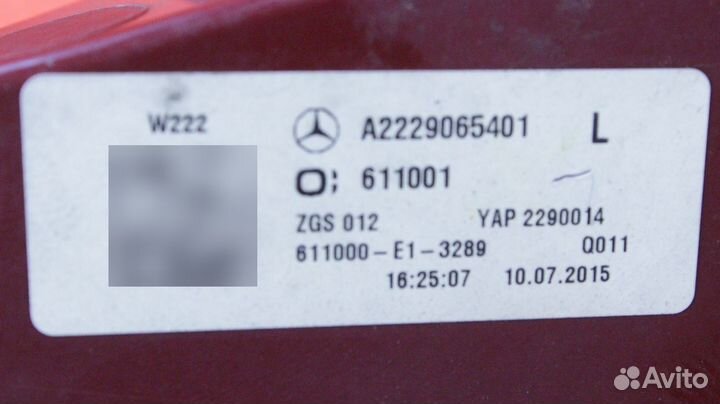 W222
A2229065401 L
611001
ZGS 012 YAP 2290014
611000-E1-3289 Q011
16:25:07 10.07.2015
Avito